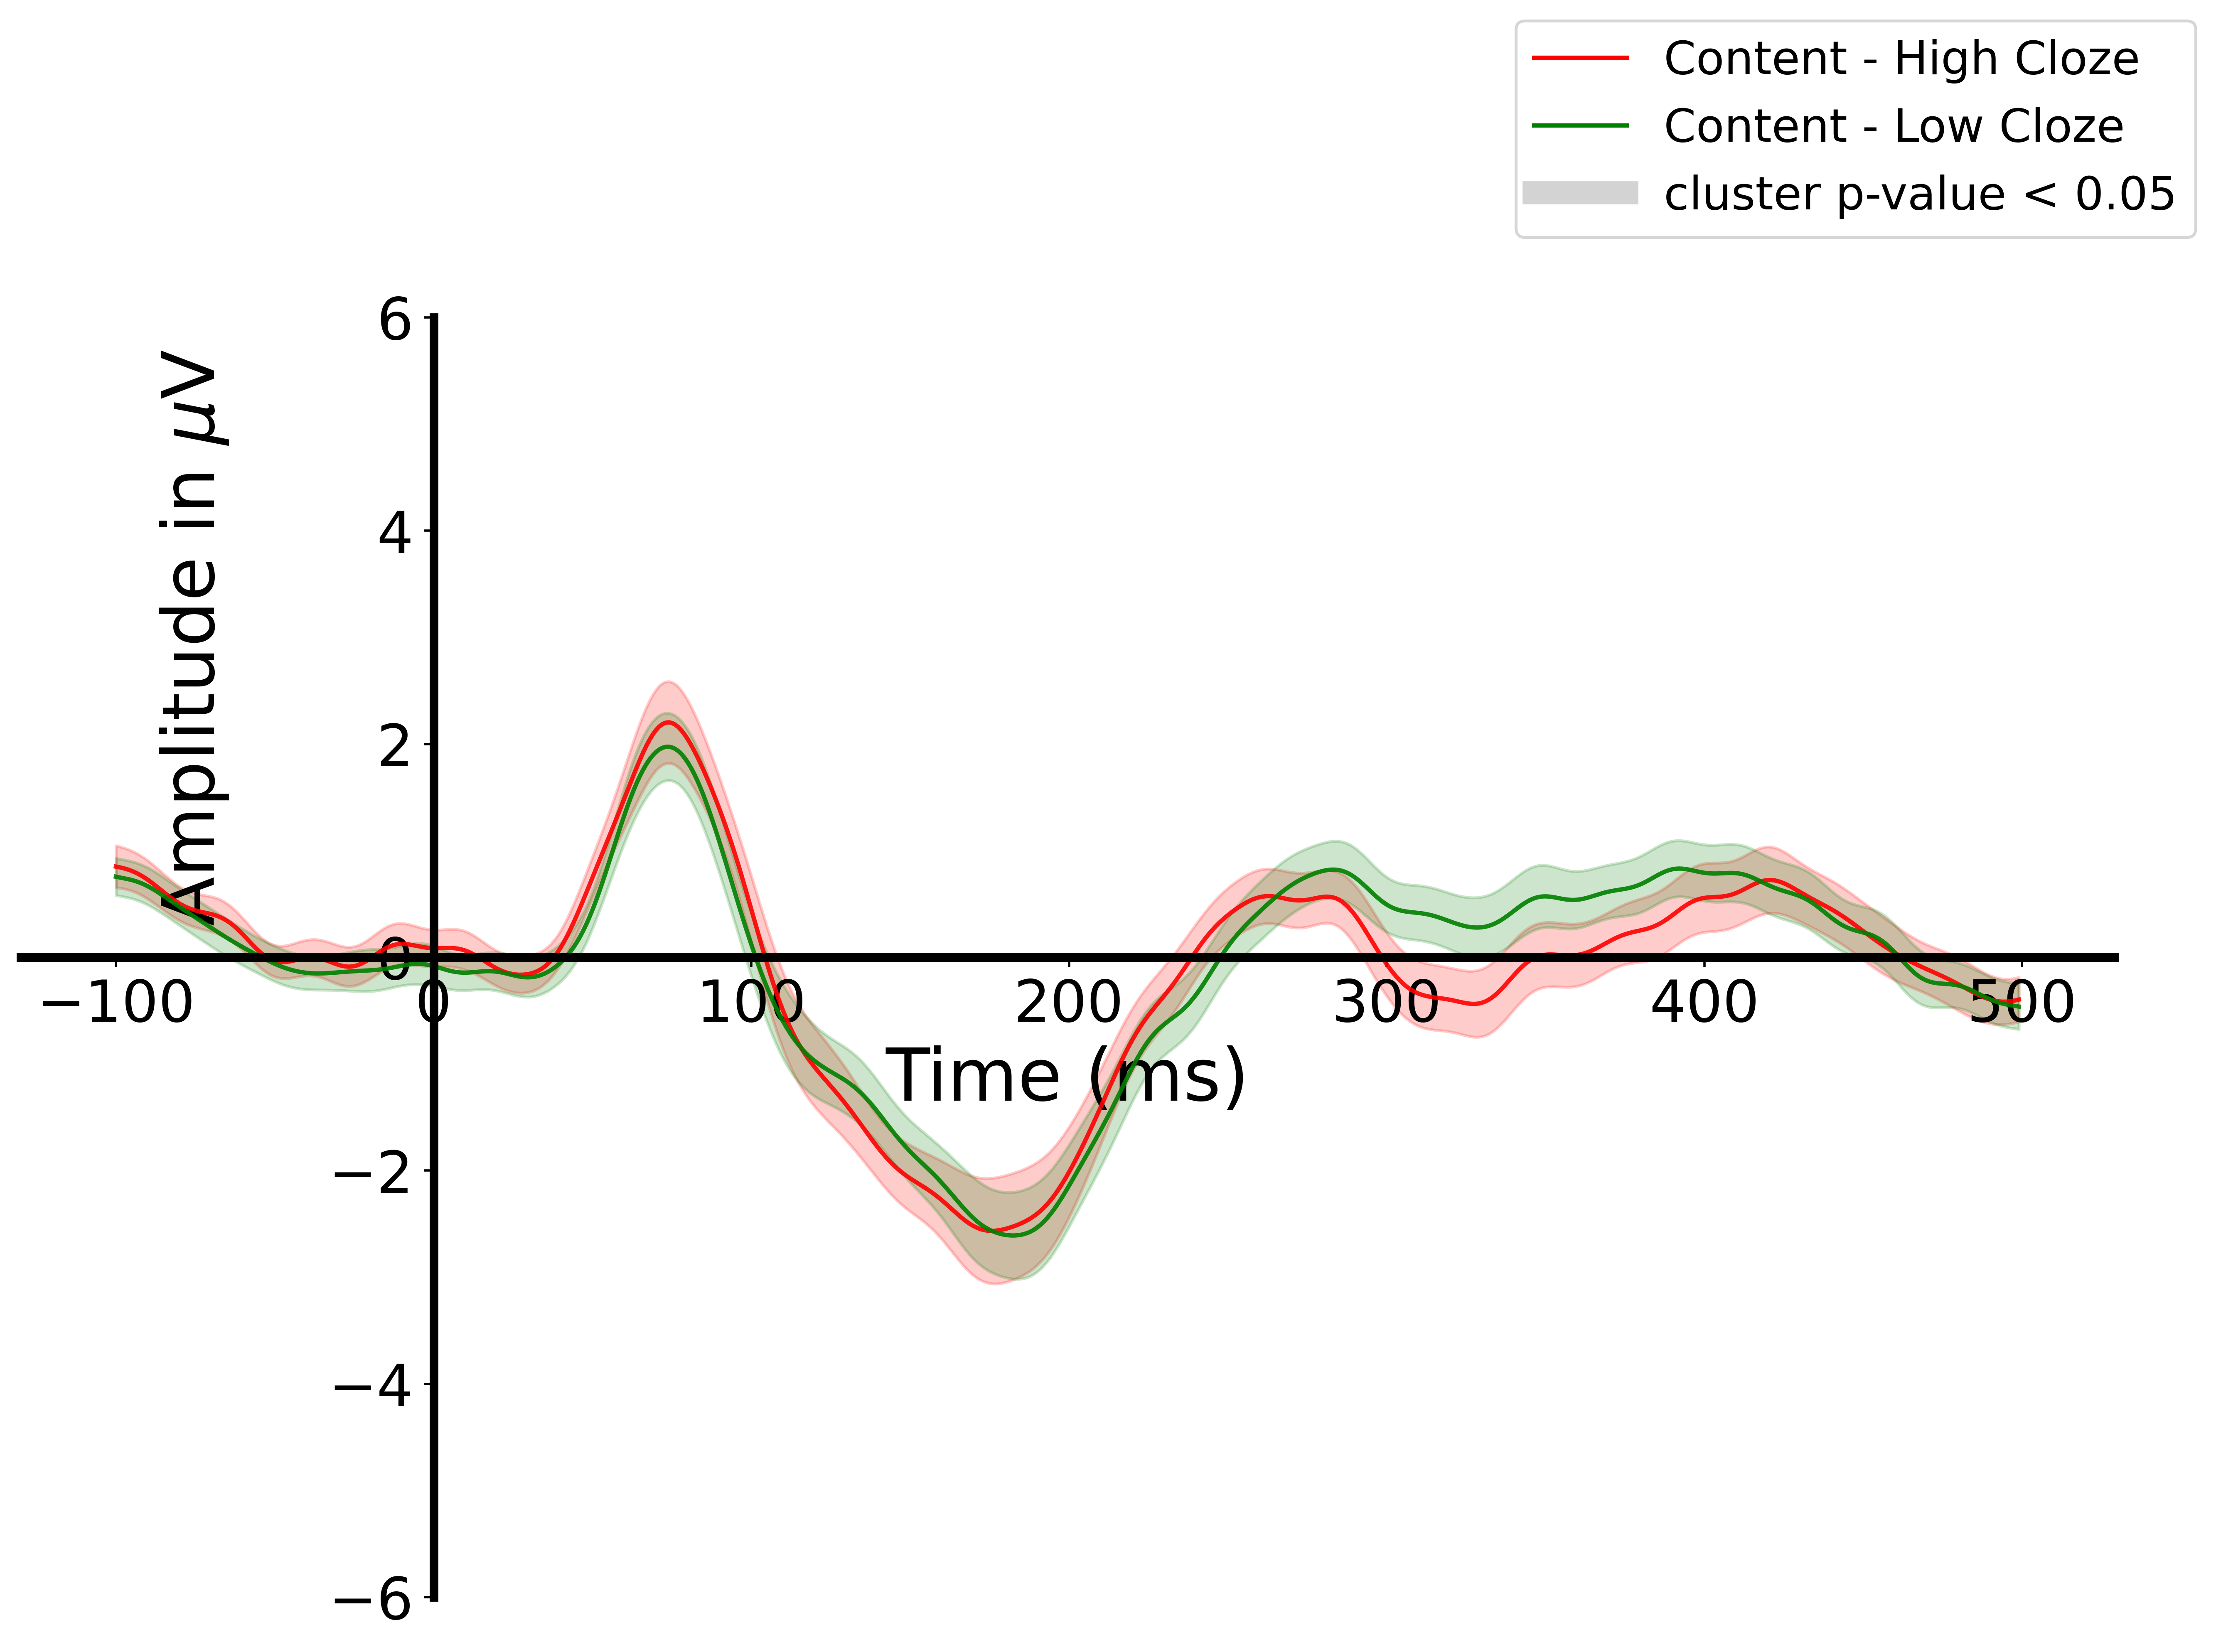 Content - High Cloze
Content - Low Cloze
cluster p-value < 0.05
Amplitude in μV
6
4
2
0
−2
−4
−6
−100
0
100
200
300
400
500
Time (ms)